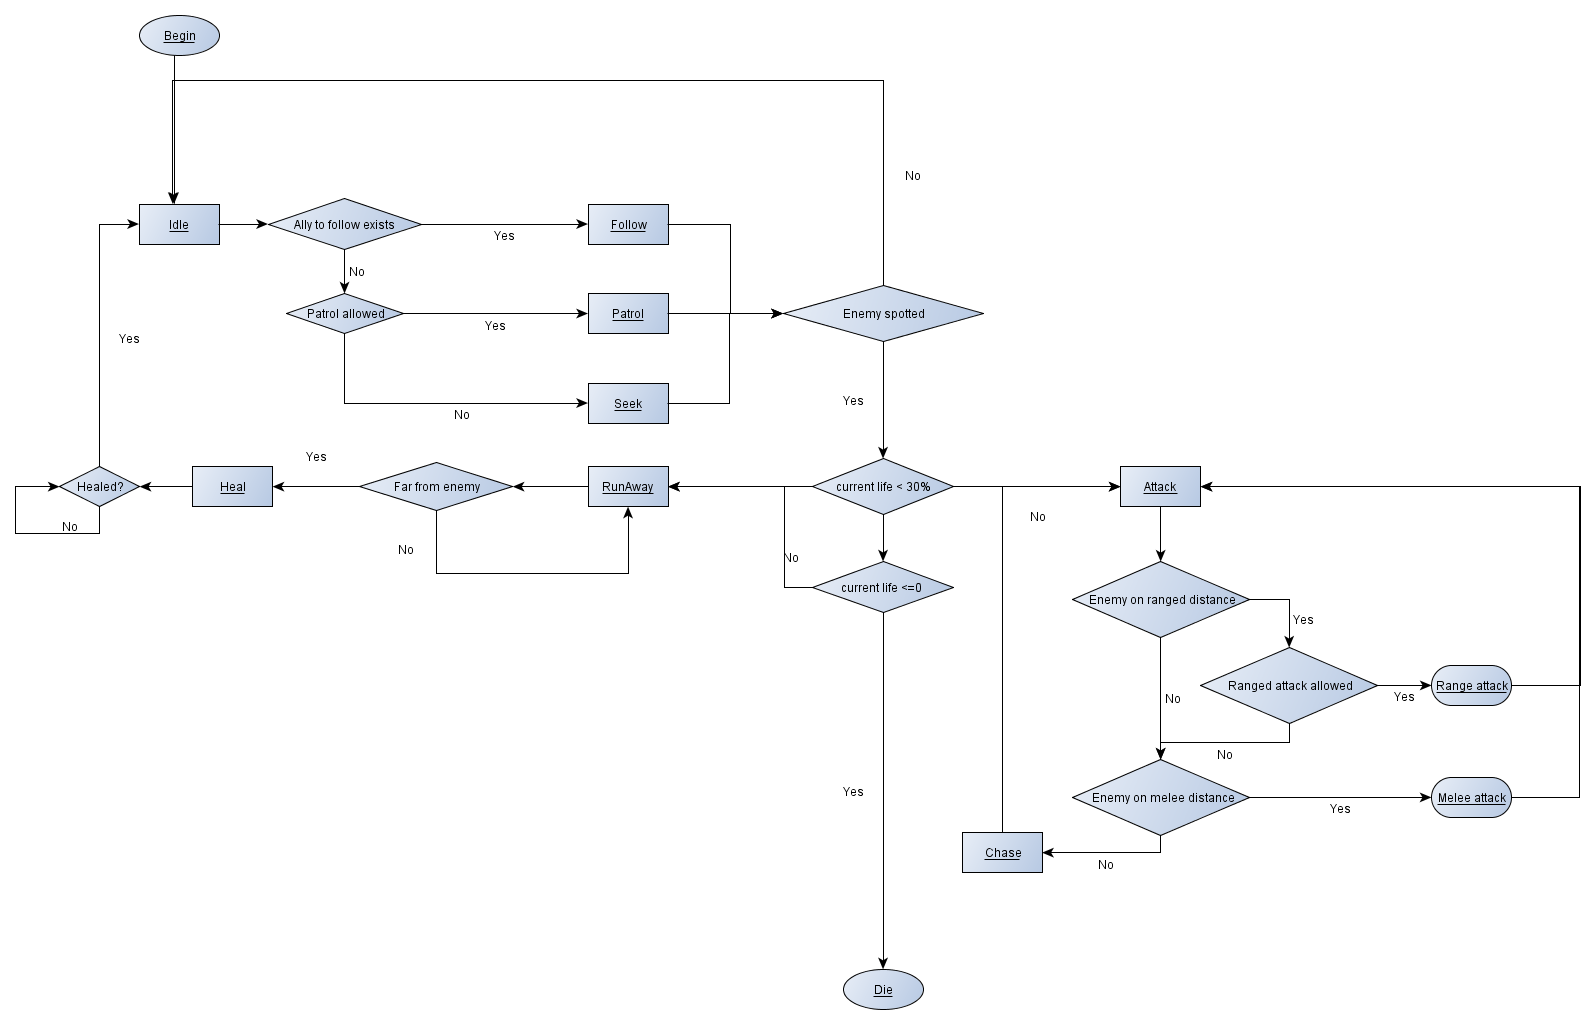 Begin
No
Idle
Ally to follow exists
Yes
Follow
No
Patrol allowed
Yes
Patrol
Enemy spotted
Yes
No
Seek
Yes
Yes
Healed?
No
Heal
Far from enemy
No
RunAway
current life < 30%
No
Attack
No
current life <=0
Enemy on ranged distance
Yes
Ranged attack allowed
Yes
Range attack
No
No
Enemy on melee distance
Yes
Melee attack
Yes
Chase
No
Die